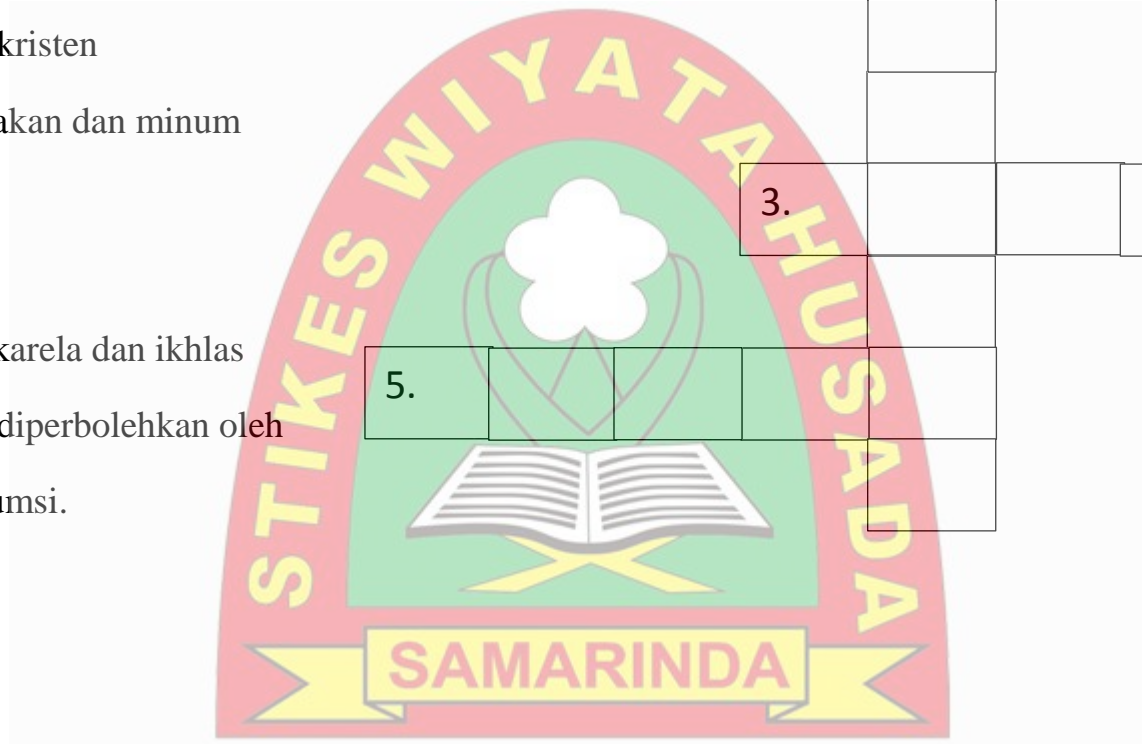 kristen
akan dan minum
3.
karela dan ikhlas
5.
diperbolehkan oleh
umsi.
STIKES WIYATA HUSADA
SAMARINDA